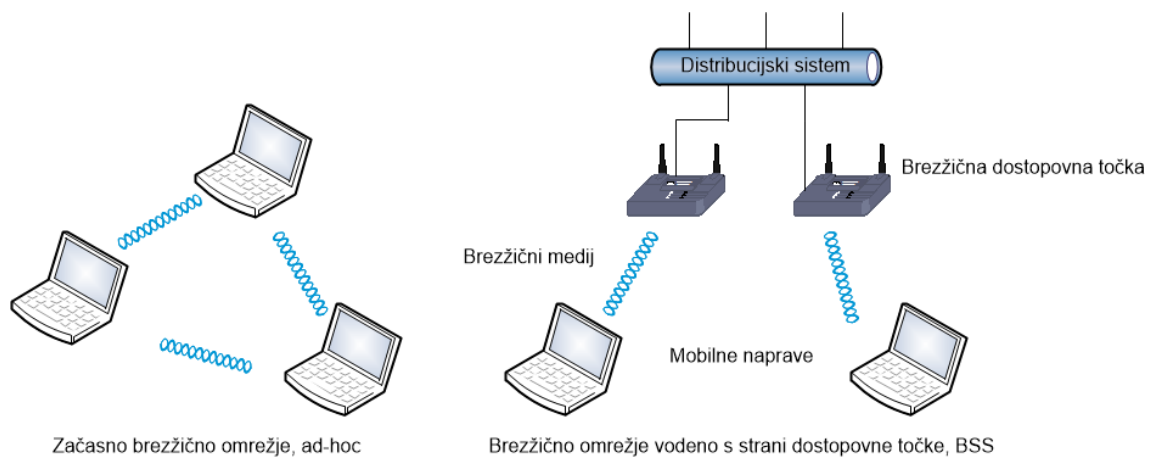 Distribucijski sistem
Brezžična dostopovna točka
Brezžični medij
Mobilne naprave
Začasno brezžično omrežje, ad-hoc
Brezžično omrežje vodeno s strani dostopovne točke, BSS